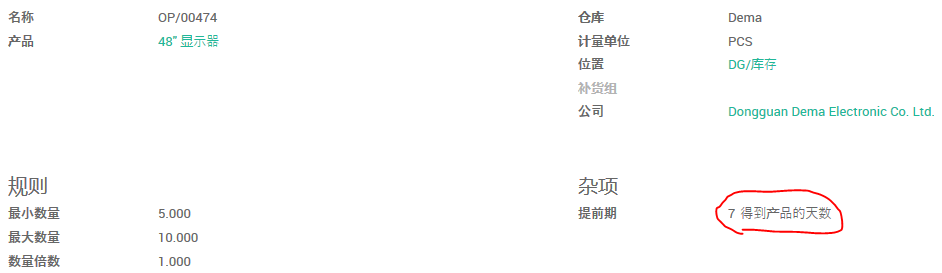 名称 OP/00474
产品 48" 显示器
仓库 Dema
计量单位 PCS
位置 DG/库存
补货组
公司 Dongguan Dema Electronic Co. Ltd.
规则
最小数量 5.000
最大数量 10.000
数量倍数 1.000
杂项
提前期 7 得到产品的天数